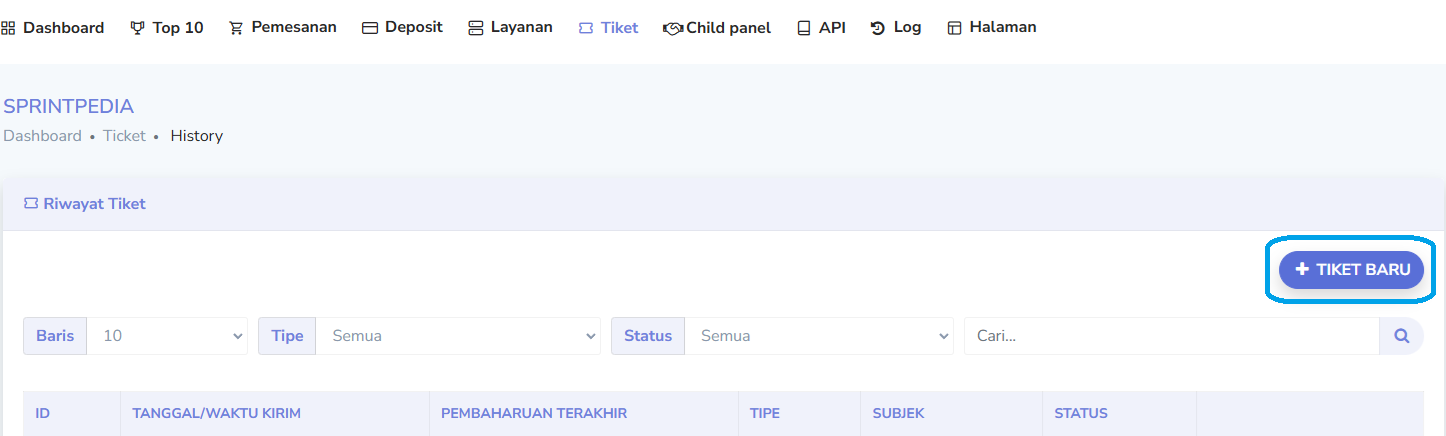 Dashboard Top 10 Pemesanan Deposit Layanan Tiket Child panel API Log Halaman
SPRINTPEDIA
Dashboard • Ticket • History
Riwayat Tiket
+ TIKET BARU
Baris 10 Tipe Semua Status Semua Cari...
ID TANGGAL/WAKTU KIRIM PEMBAHARUAN TERAKHIR TIPE SUBJEK STATUS